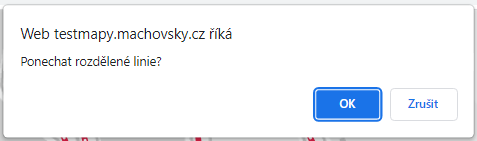 Web testmapy.machovsky.cz říká
Ponechat rozdělené linie?
OK
Zrušit